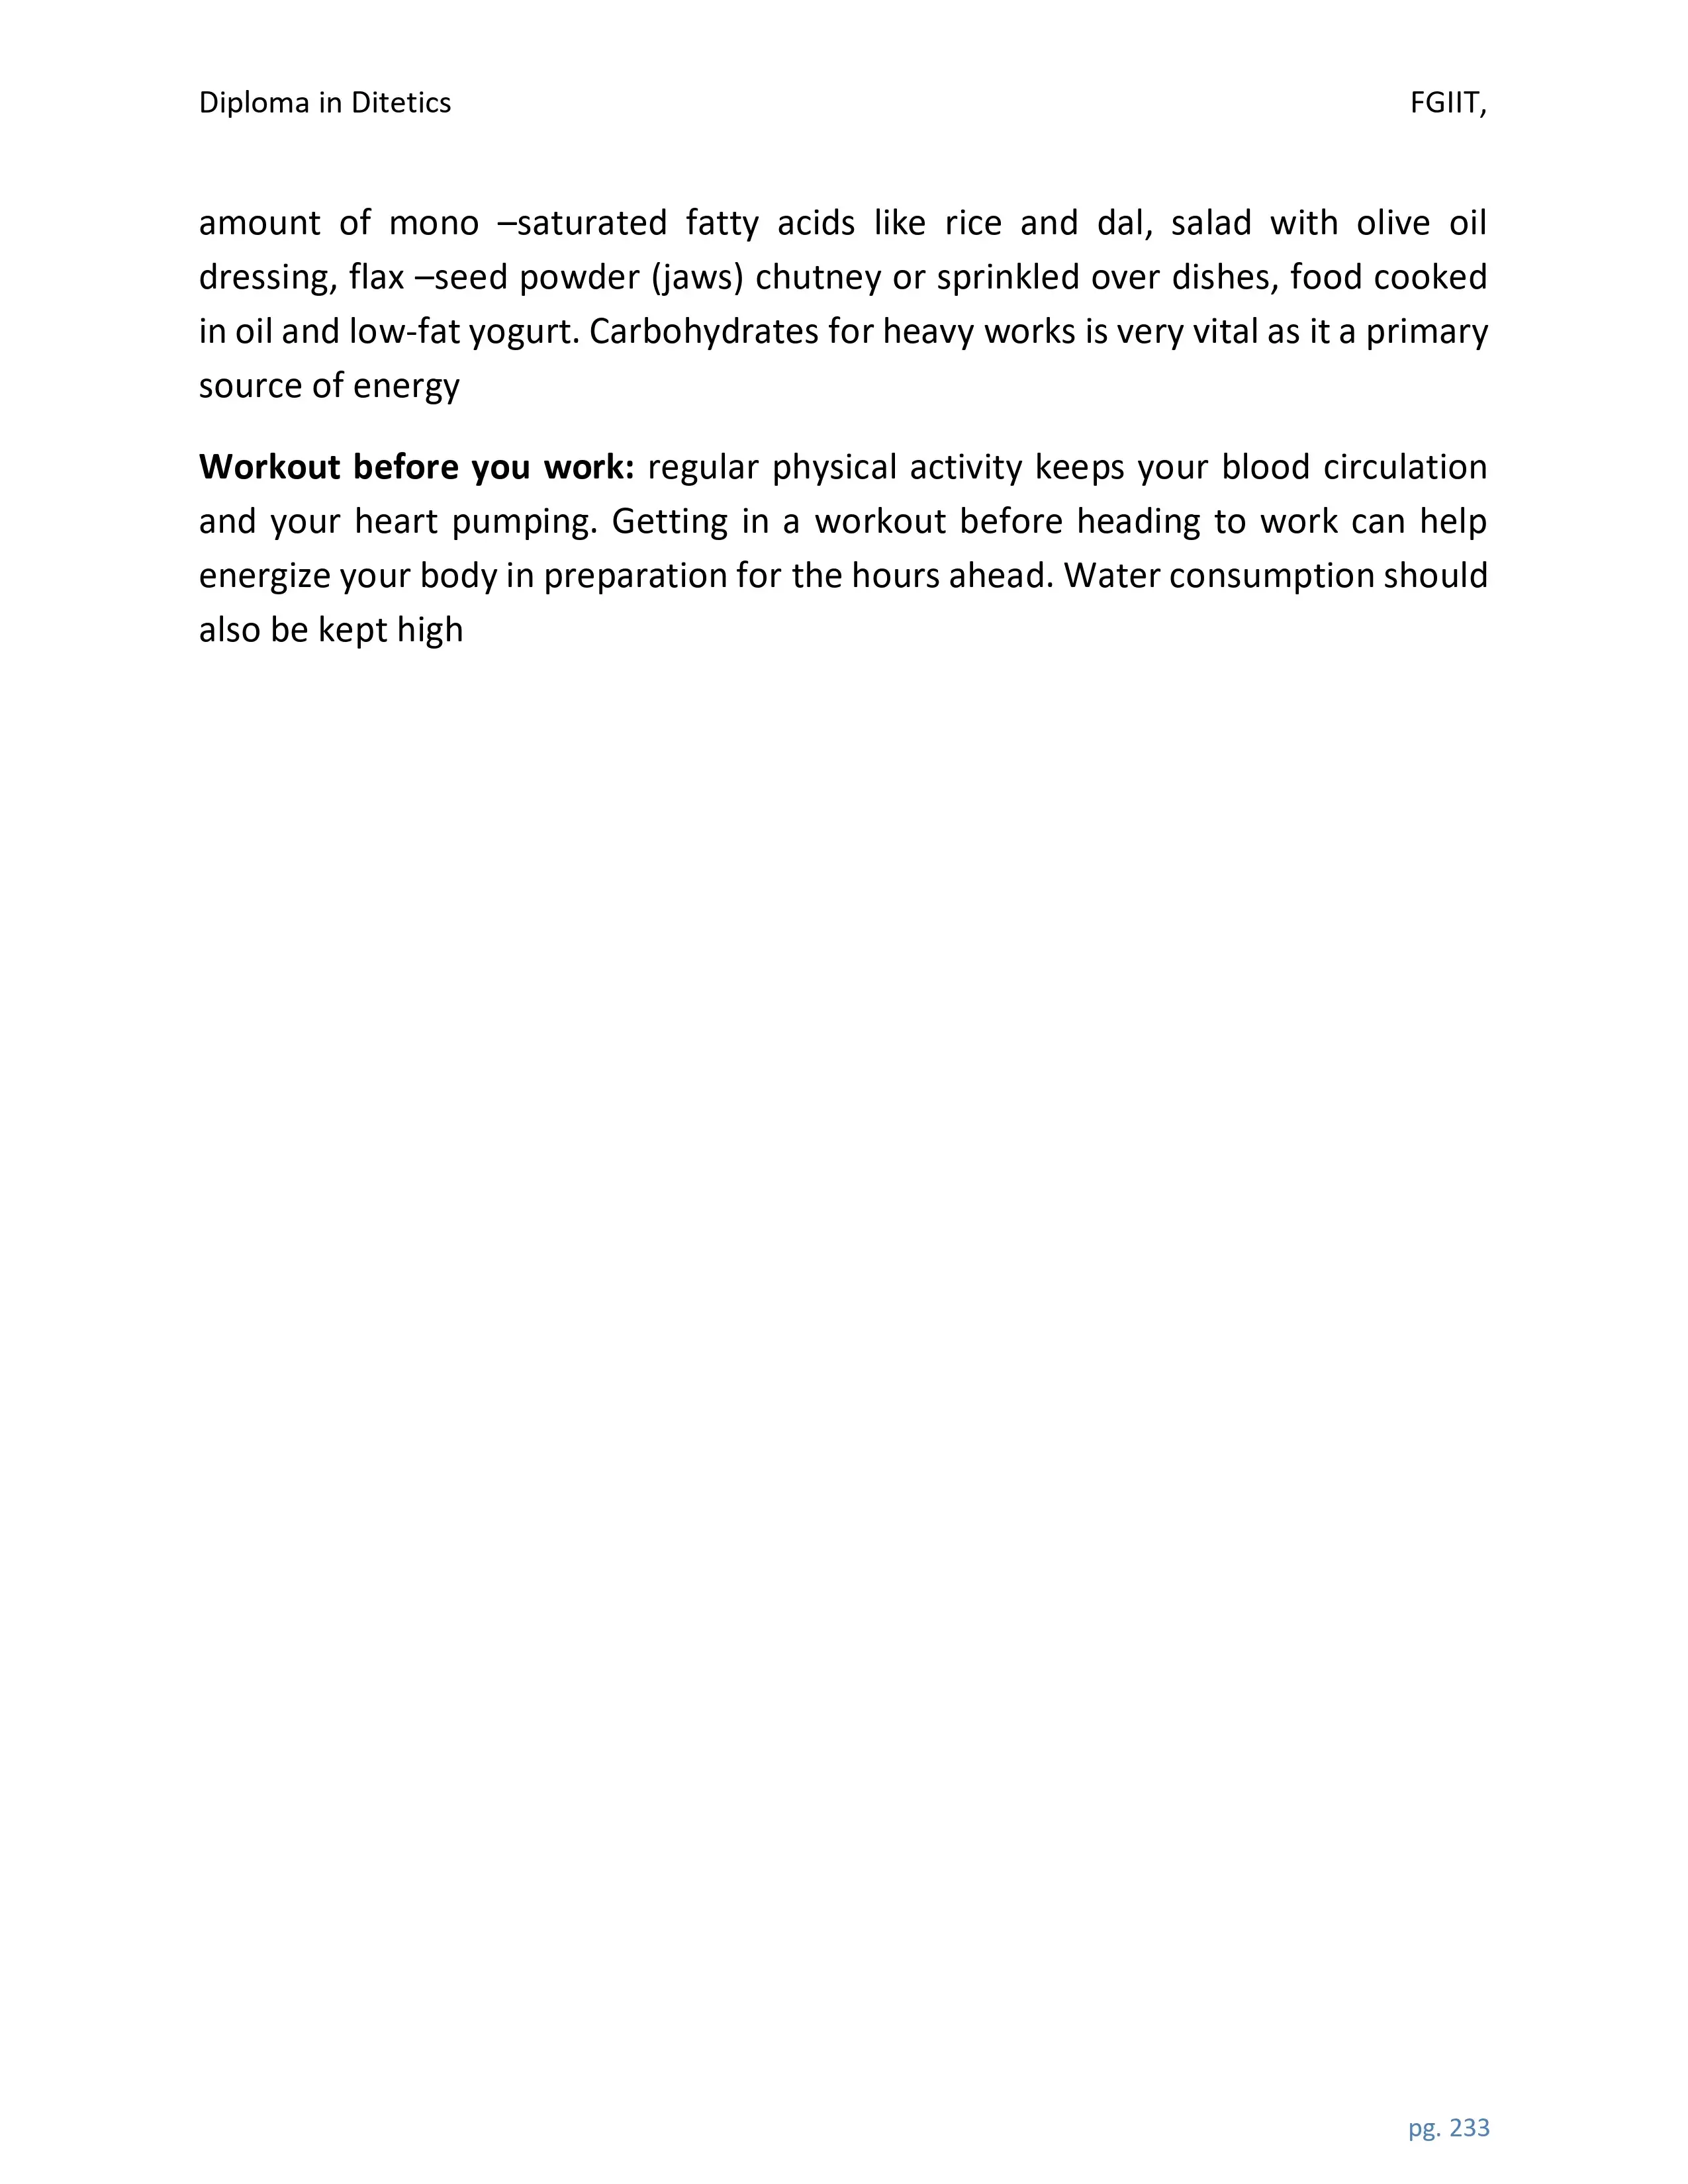 Diploma in Ditetics FGIIT,
amount of mono –saturated fatty acids like rice and dal, salad with olive oil
dressing, flax –seed powder (jaws) chutney or sprinkled over dishes, food cooked
in oil and low-fat yogurt. Carbohydrates for heavy works is very vital as it a primary
source of energy
Workout before you work: regular physical activity keeps your blood circulation
and your heart pumping. Getting in a workout before heading to work can help
energize your body in preparation for the hours ahead. Water consumption should
also be kept high
pg. 233